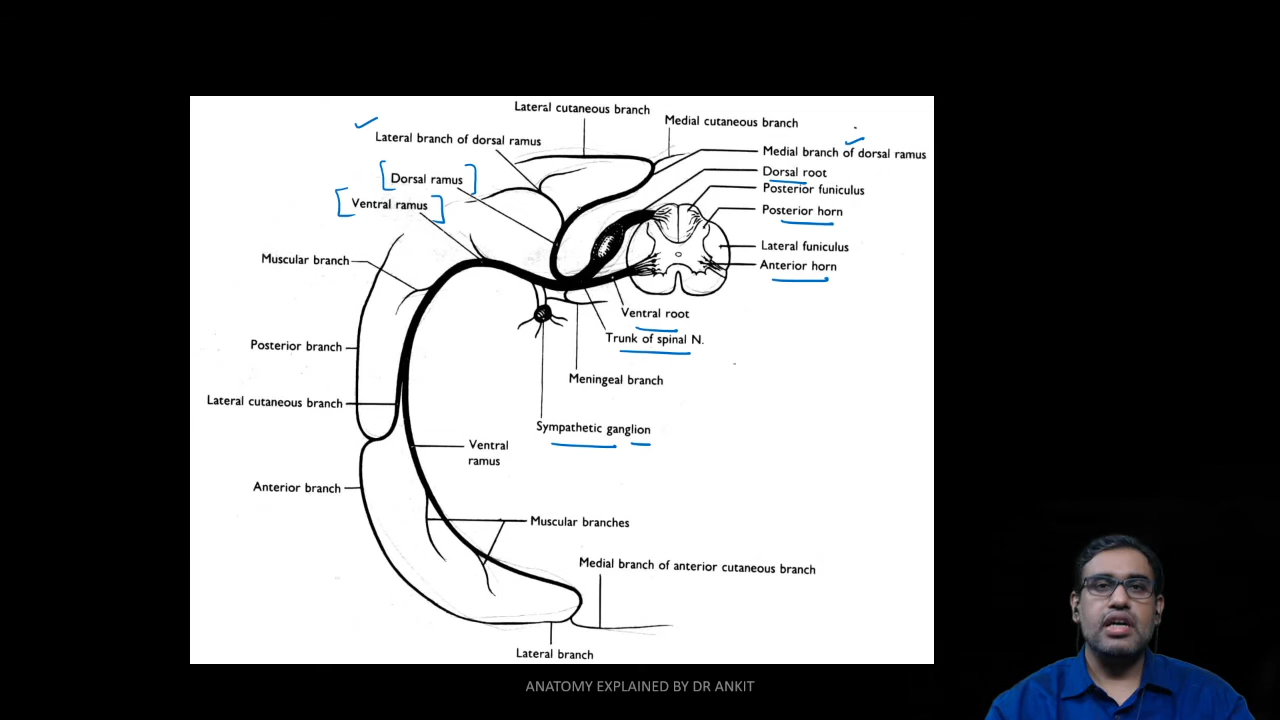 Lateral cutaneous branch
Medial cutaneous branch
Lateral branch of dorsal ramus
Medial branch of dorsal ramus
Dorsal root
Dorsal ramus
Posterior funiculus
Ventral ramus
Posterior horn
Lateral funiculus
Muscular branch
Anterior horn
Ventral root
Trunk of spinal N.
Posterior branch
Meningeal branch
Lateral cutaneous branch
Sympathetic ganglion
Ventral
ramus
Anterior branch
Muscular branches
Medial branch of anterior cutaneous branch
Lateral branch
ANATOMY EXPLAINED BY DR ANKIT